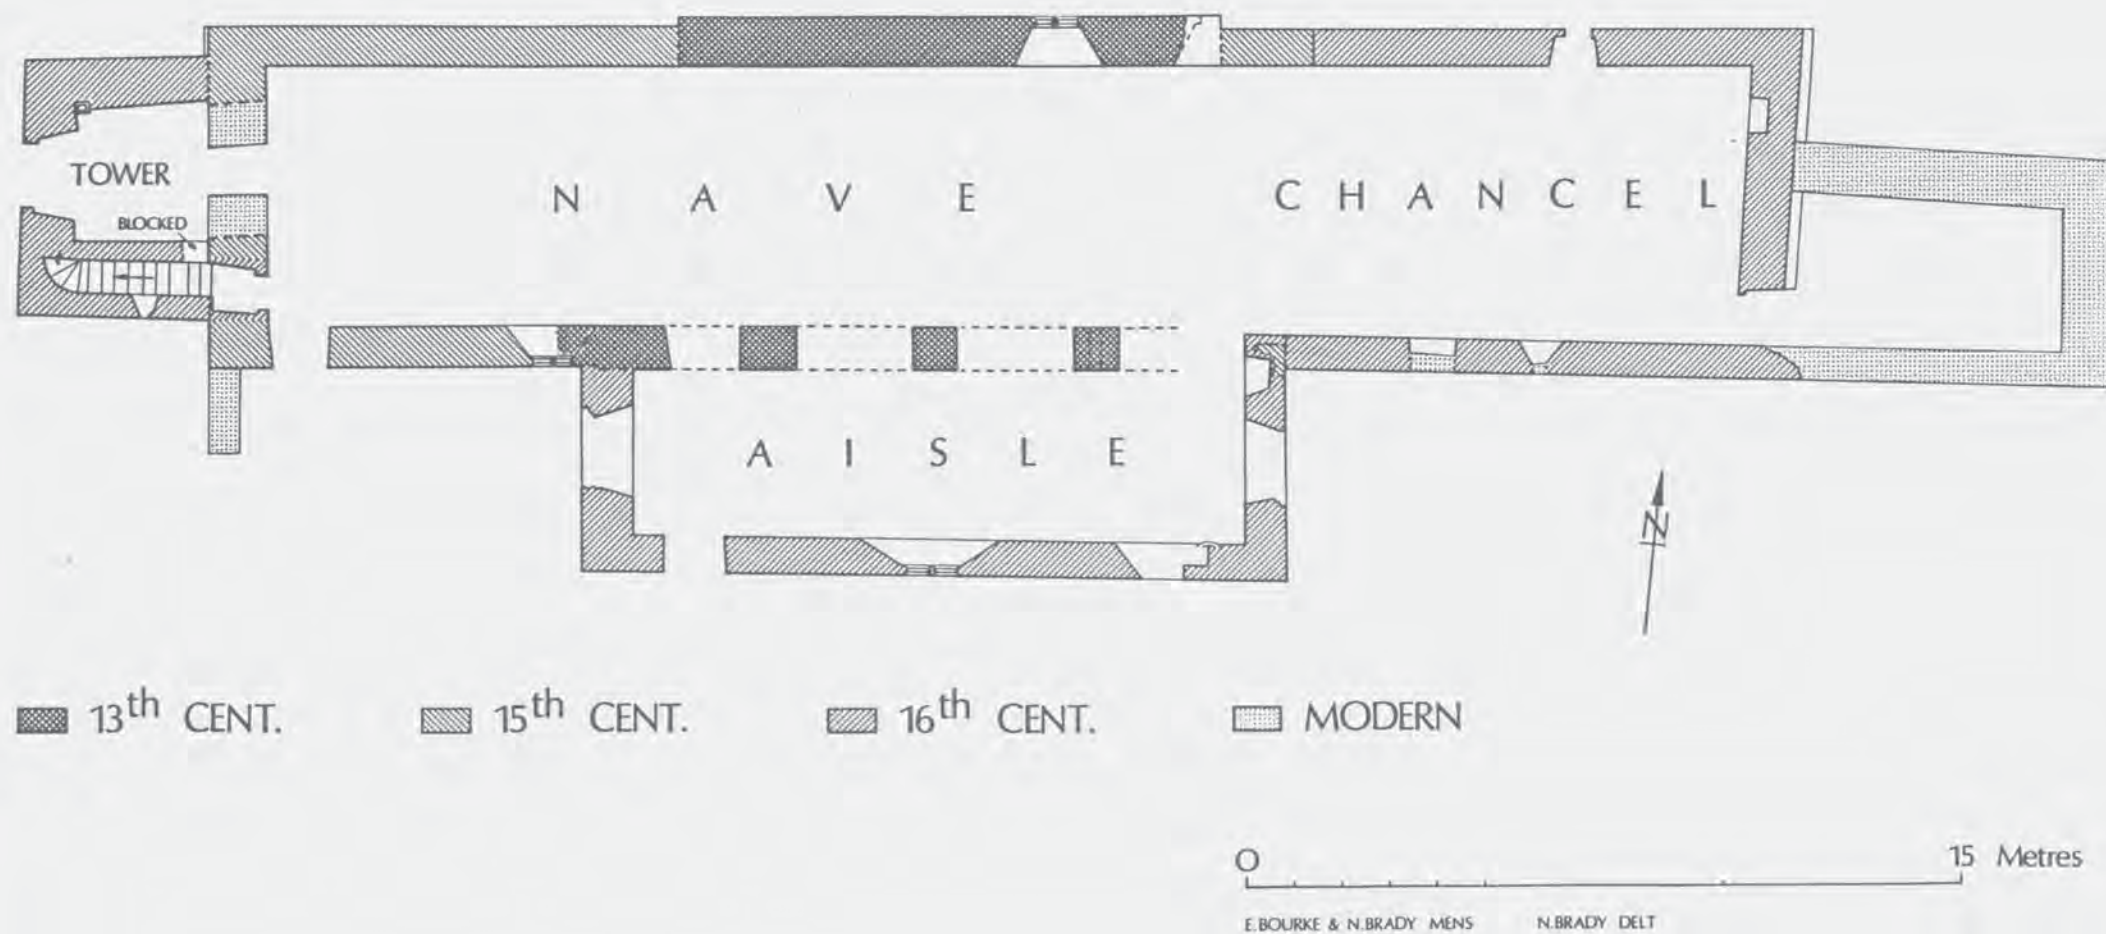 TOWER
BLOCKED
N A V E
C H A N C E L
A I S L E
N
13th CENT.
15th CENT.
16th CENT.
MODERN
O 15 Metres
E.BOURKE & N.BRADY MENS N.BRADY DELT